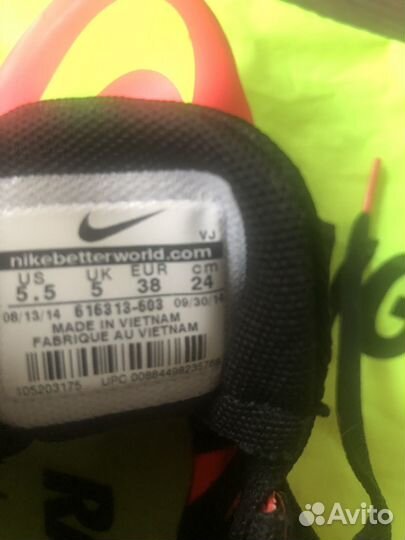 VJ
nikebetterworld.com
US UK EUR cm
5.5 5 38 24
08/13/14 616313-603 09/30/14
MADE IN VIETNAM
FABRIQUE AU VIETNAM
105203175 UPC
Avito